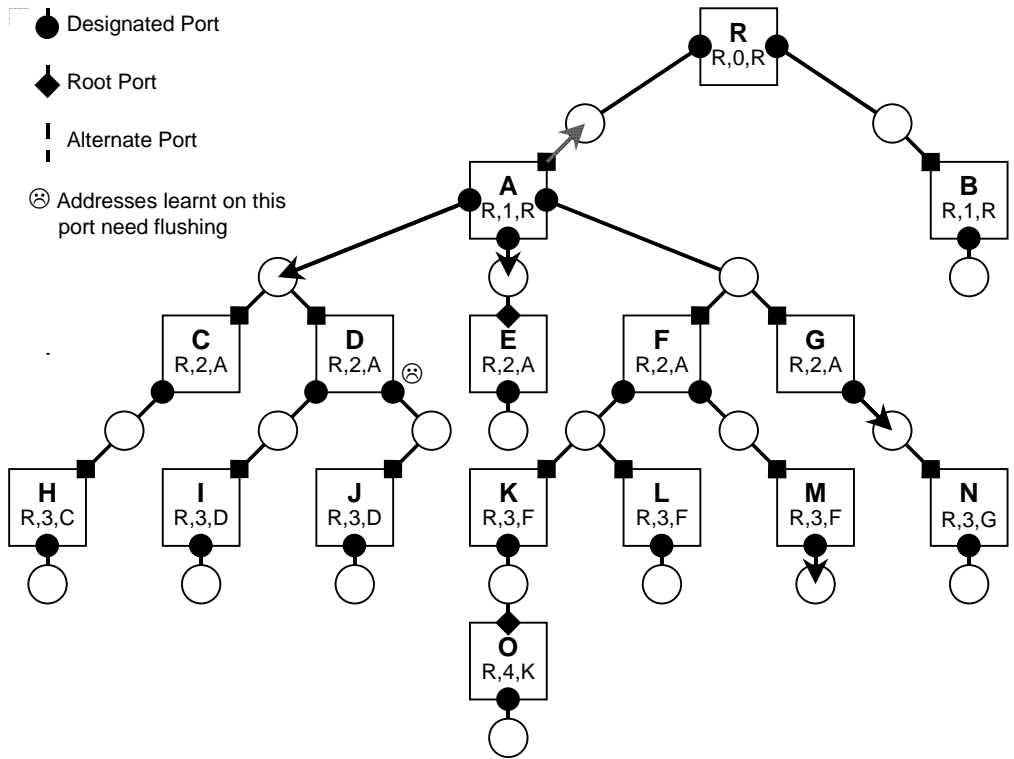 Designated Port
Root Port
Alternate Port
☹ Addresses learnt on this
port need flushing
R
R,0,R
A
R,1,R
B
R,1,R
C
R,2,A
D
R,2,A
☹
E
R,2,A
F
R,2,A
G
R,2,A
H
R,3,C
I
R,3,D
J
R,3,D
K
R,3,F
L
R,3,F
M
R,3,F
N
R,3,G
O
R,4,K